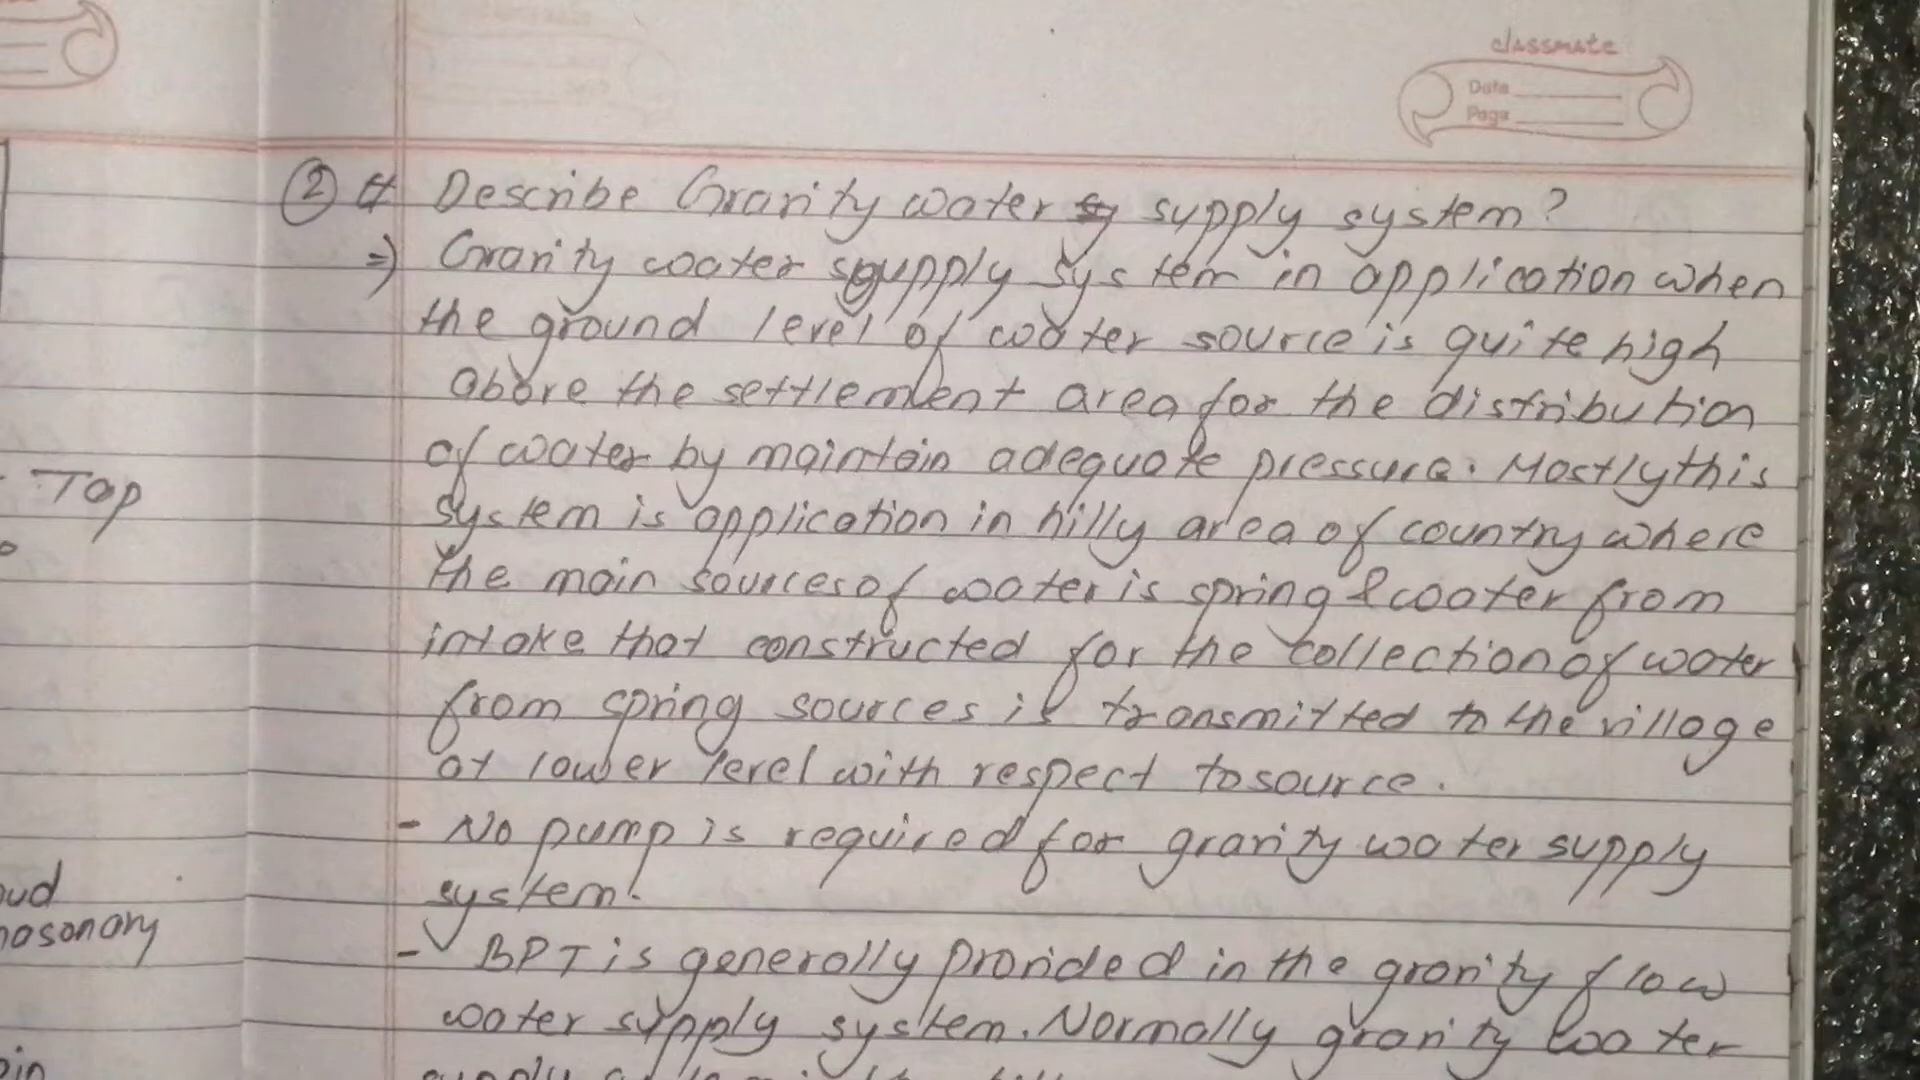 classmate
Date
Page
② # Describe Gravity water supply system?
⇒ Gravity water supply system in application when
the ground level of water source is quite high
above the settlement area for the distribution
of water by maintain adequate pressure. Mostly this
system is application in hilly area of country where
the main sources of water is spring & water from
intake that constructed for the collection of water
from spring sources is transmitted to the village
at lower level with respect to source.
- No pump is required for gravity water supply
system.
- BPT is generally provided in the gravity flow
water supply system. Normally gravity water
supply
Tap